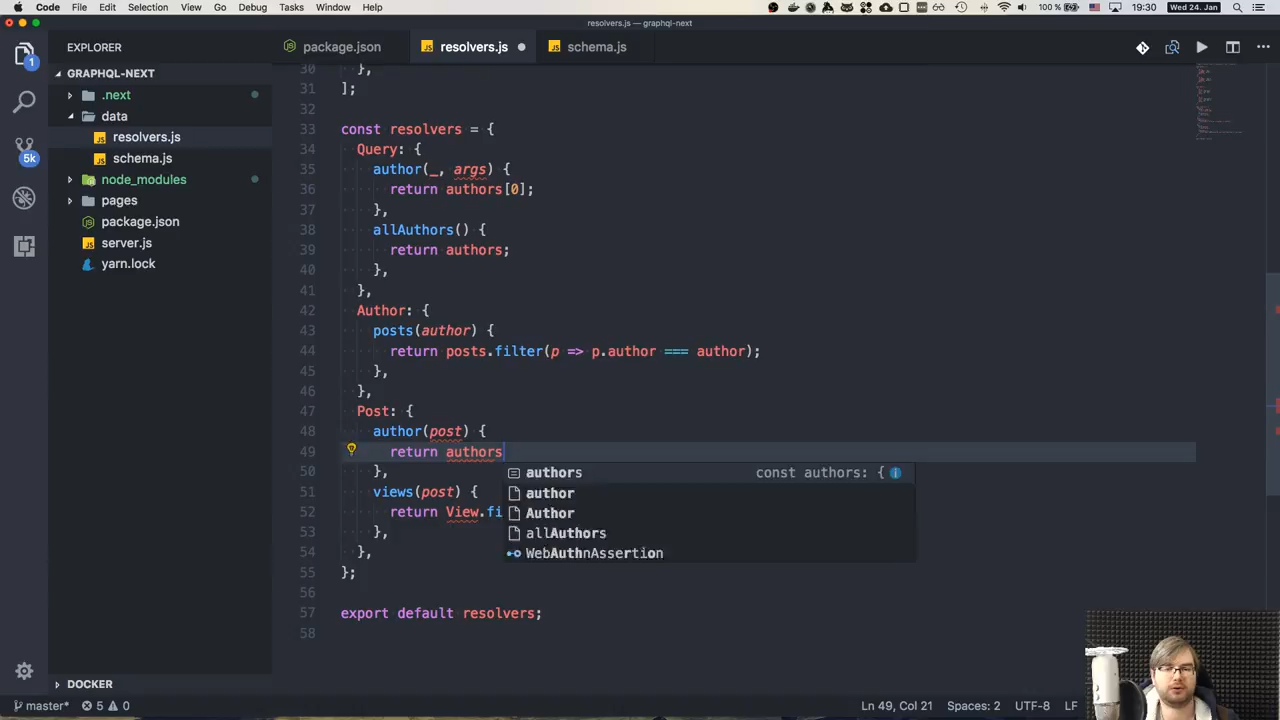 Code File Edit Selection View Go Debug Tasks Window Help 100 % 19:30 Wed 24. Jan
resolvers.js — graphql-next
EXPLORER
package.json
resolvers.js
schema.js
GRAPHQL-NEXT
.next
data
resolvers.js
schema.js
node_modules
pages
package.json
server.js
yarn.lock
DOCKER
1
5k
30 },
31 ];
32
33 const resolvers = {
34 Query: {
35 author(_, args) {
36 return authors[0];
37 },
38 allAuthors() {
39 return authors;
40 },
41 },
42 Author: {
43 posts(author) {
44 return posts.filter(p => p.author === author);
45 },
46 },
47 Post: {
48 author(post) {
49 return authors
50 },
51 views(post) {
52 return View.fi
53 },
54 },
55 };
56
57 export default resolvers;
58
authors const authors: {
author
Author
allAuthors
WebAuthnAssertion
master* 5 0 Ln 49, Col 21 Spaces: 2 UTF-8 LF